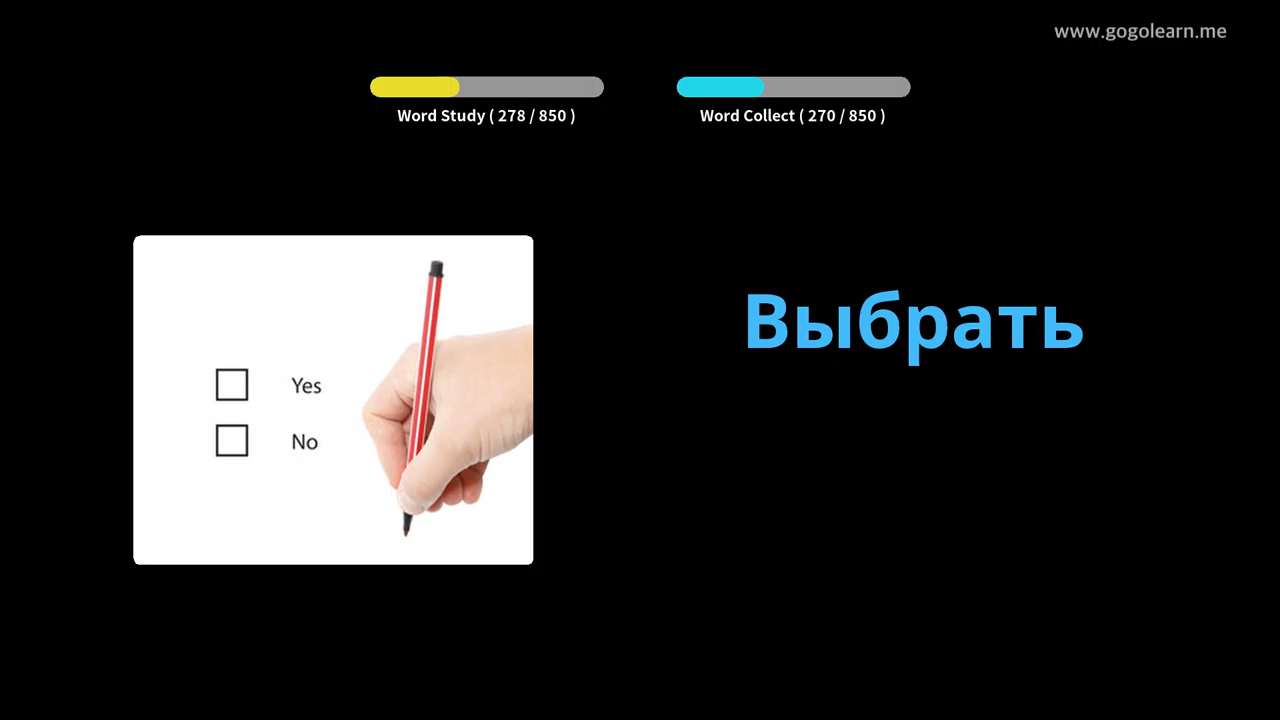 www.gogolearn.me
Word Study ( 278 / 850 )
Word Collect ( 270 / 850 )
Выбрать
Yes
No